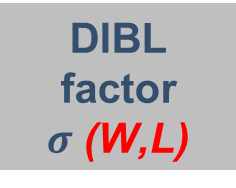 DIBL
factor
σ (W,L)